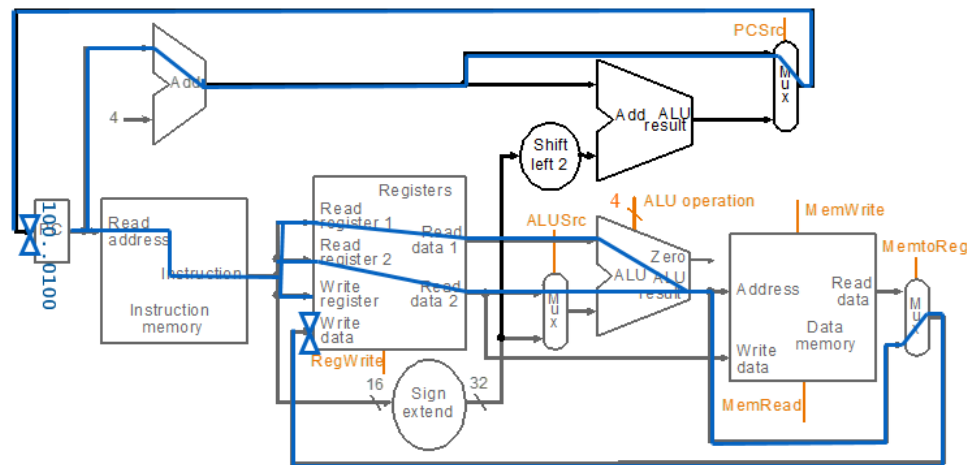 PCSrc
Add
M
u
x
4
Add ALU
result
Shift
left 2
Registers
4
ALU operation
MemWrite
100..0100
Read
address
Read
register 1
Read
data 1
ALUSrc
MemtoReg
Read
register 2
Zero
Instruction
ALU ALU
result
Write
register
Read
data 2
M
u
x
Address
Read
data
M
u
x
Instruction
memory
Write
data
Data
memory
RegWrite
Write
data
16
32
Sign
extend
MemRead